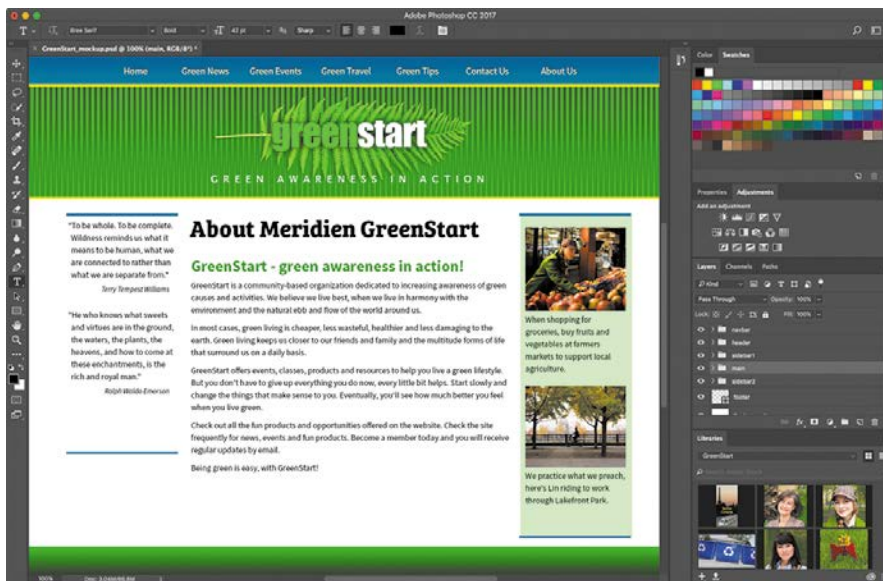 Adobe Photoshop CC 2017
Bree Serif Bold 42 pt Sharp
GreenStart_mockup.psd @ 100% (main, RGB/8*) *
Home Green News Green Events Green Travel Green Tips Contact Us About Us
greenstart
GREEN AWARENESS IN ACTION
"To be whole. To be complete.
Wildness reminds us what it
means to be human, what we
are connected to rather than
what we are separate from."
Terry Tempest Williams
"He who knows what sweets
and virtues are in the ground,
the waters, the plants, the
heavens, and how to come at
these enchantments, is the
rich and royal man."
Ralph Waldo Emerson
About Meridien GreenStart
GreenStart - green awareness in action!
GreenStart is a community-based organization dedicated to increasing awareness of green
causes and activities. We believe we live best, when we live in harmony with the
environment and the natural ebb and flow of the world around us.
In most cases, green living is cheaper, less wasteful, healthier and less damaging to the
earth. Green living keeps us closer to our friends and family and the multitude forms of life
that surround us on a daily basis.
GreenStart offers events, classes, products and resources to help you live a green lifestyle.
But you don't have to give up everything you do now, every little bit helps. Start slowly and
change the things that make sense to you. Eventually, you'll see how much better you feel
when you live green.
Check out all the fun products and opportunities offered on the website. Check the site
frequently for news, events and fun products. Become a member today and you will receive
regular updates by email.
Being green is easy, with GreenStart!
When shopping for
groceries, buy fruits and
vegetables at farmers
markets to support local
agriculture.
We practice what we preach,
here's Lin riding to work
through Lakefront Park.
100%
Color Swatches
Properties Adjustments
Add an adjustment
Layers Channels Paths
Kind
Pass Through Opacity: 100%
Lock: Fill: 100%
navbar
header
sidebar1
main
sidebar2
footer
Libraries
GreenStart